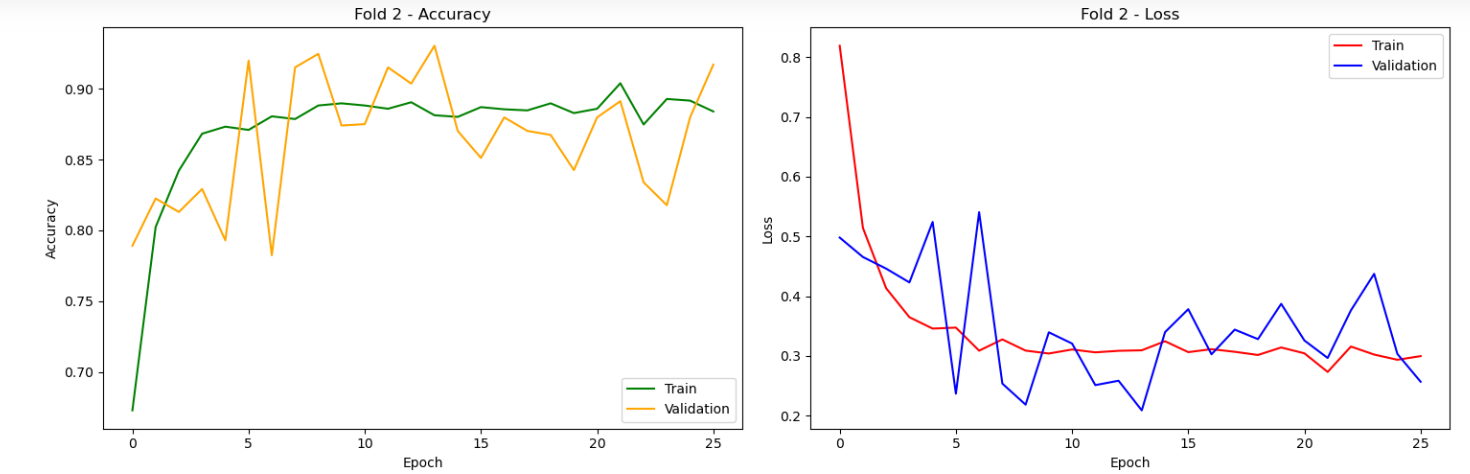 Fold 2 - Accuracy
Accuracy
0.90
0.85
0.80
0.75
0.70
0 5 10 15 20 25
Epoch
Train
Validation
Fold 2 - Loss
Loss
0.8
0.7
0.6
0.5
0.4
0.3
0.2
0 5 10 15 20 25
Epoch
Train
Validation